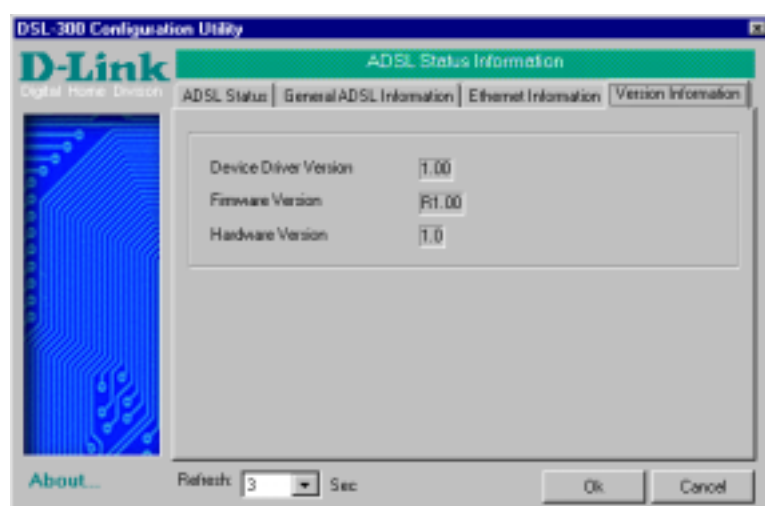 DSL-300 Configuration Utility
D-Link
Digital Home Division
ADSL Status Information
ADSL Status
General ADSL Information
Ethernet Information
Version Information
Device Driver Version 1.00
Firmware Version R1.00
Hardware Version 1.0
About...
Refresh: 3 Sec
Ok
Cancel